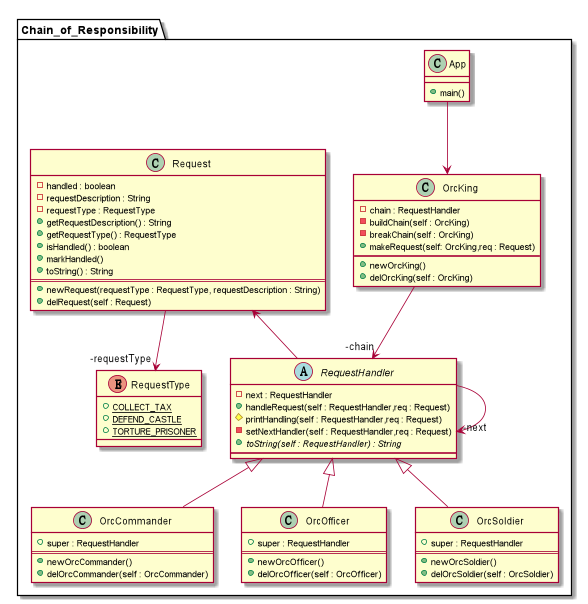 Chain_of_Responsibility
C App
main()
C Request
handled : boolean
requestDescription : String
requestType : RequestType
getRequestDescription() : String
getRequestType() : RequestType
isHandled() : boolean
markHandled()
toString() : String
newRequest(requestType : RequestType, requestDescription : String)
delRequest(self : Request)
C OrcKing
chain : RequestHandler
buildChain(self : OrcKing)
breakChain(self : OrcKing)
makeRequest(self: OrcKing,req : Request)
newOrcKing()
delOrcKing(self : OrcKing)
-requestType
-chain
E RequestType
COLLECT_TAX
DEFEND_CASTLE
TORTURE_PRISONER
A RequestHandler
next : RequestHandler
handleRequest(self : RequestHandler,req : Request)
printHandling(self : RequestHandler,req : Request)
setNextHandler(self : RequestHandler,req : Request)
toString(self : RequestHandler) : String
-next
C OrcCommander
super : RequestHandler
newOrcCommander()
delOrcCommander(self : OrcCommander)
C OrcOfficer
super : RequestHandler
newOrcOfficer()
delOrcOfficer(self : OrcOfficer)
C OrcSoldier
super : RequestHandler
newOrcSoldier()
delOrcSoldier(self : OrcSoldier)